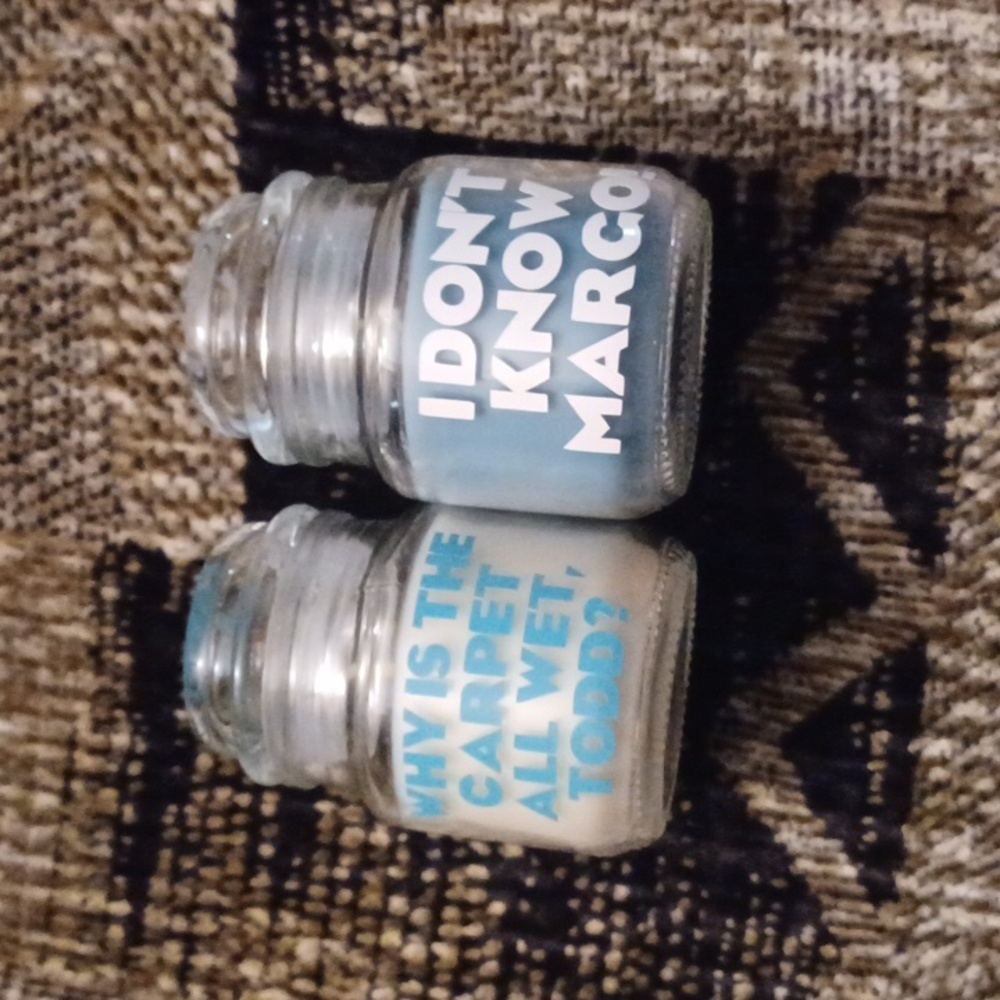 WHY IS THE
CARPET
ALL WET,
TODD?
I DON'T
KNOW
MARGO!